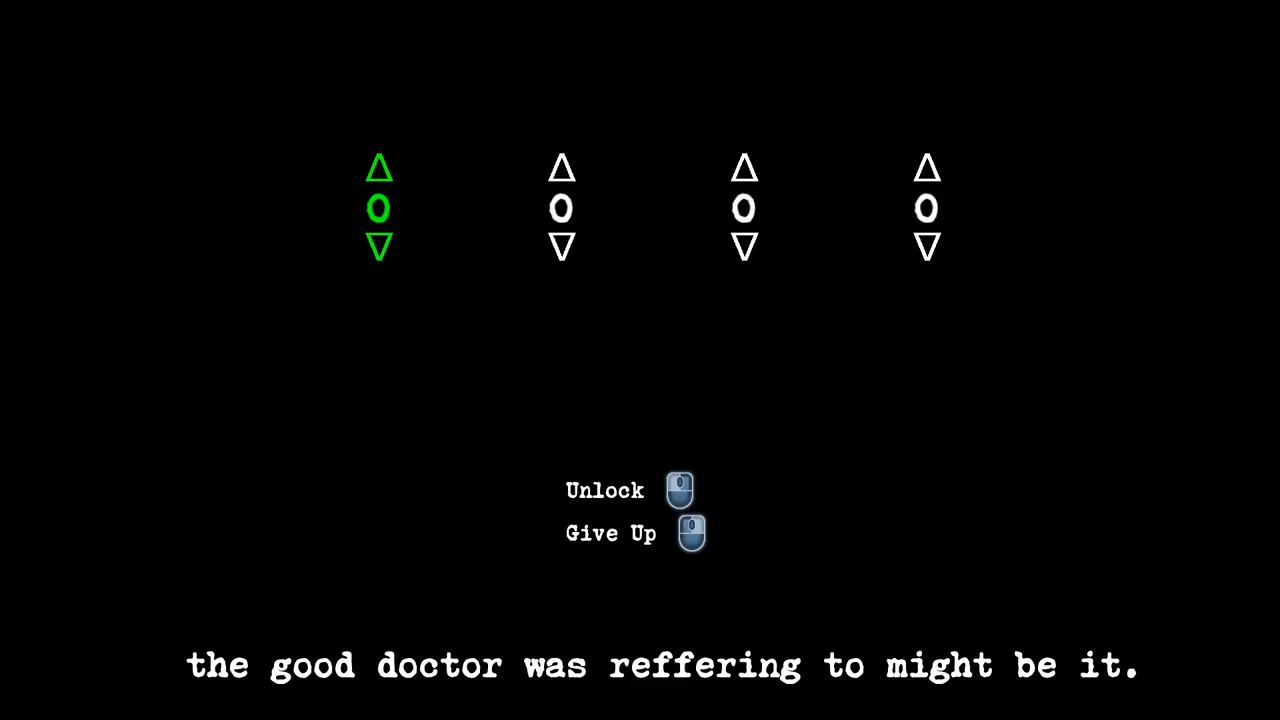 0 0 0 0
Unlock
Give Up
the good doctor was reffering to might be it.